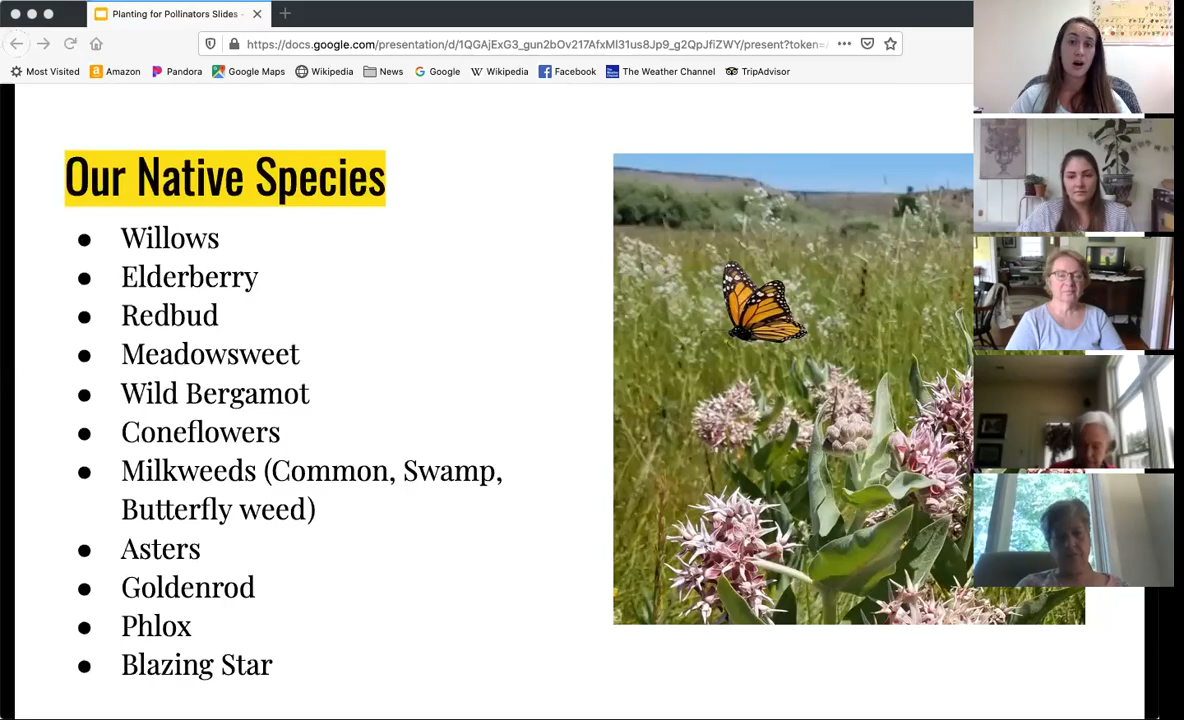 Planting for Pollinators Slides -
https://docs.google.com/presentation/d/1QGAjExG3_gun2bOv217AfxMl31us8Jp9_g2QpJfiZWY/present?token=
Most Visited Amazon Pandora Google Maps Wikipedia News Google Wikipedia Facebook The Weather Channel TripAdvisor
Our Native Species
● Willows
● Elderberry
● Redbud
● Meadowsweet
● Wild Bergamot
● Coneflowers
● Milkweeds (Common, Swamp,
Butterfly weed)
● Asters
● Goldenrod
● Phlox
● Blazing Star